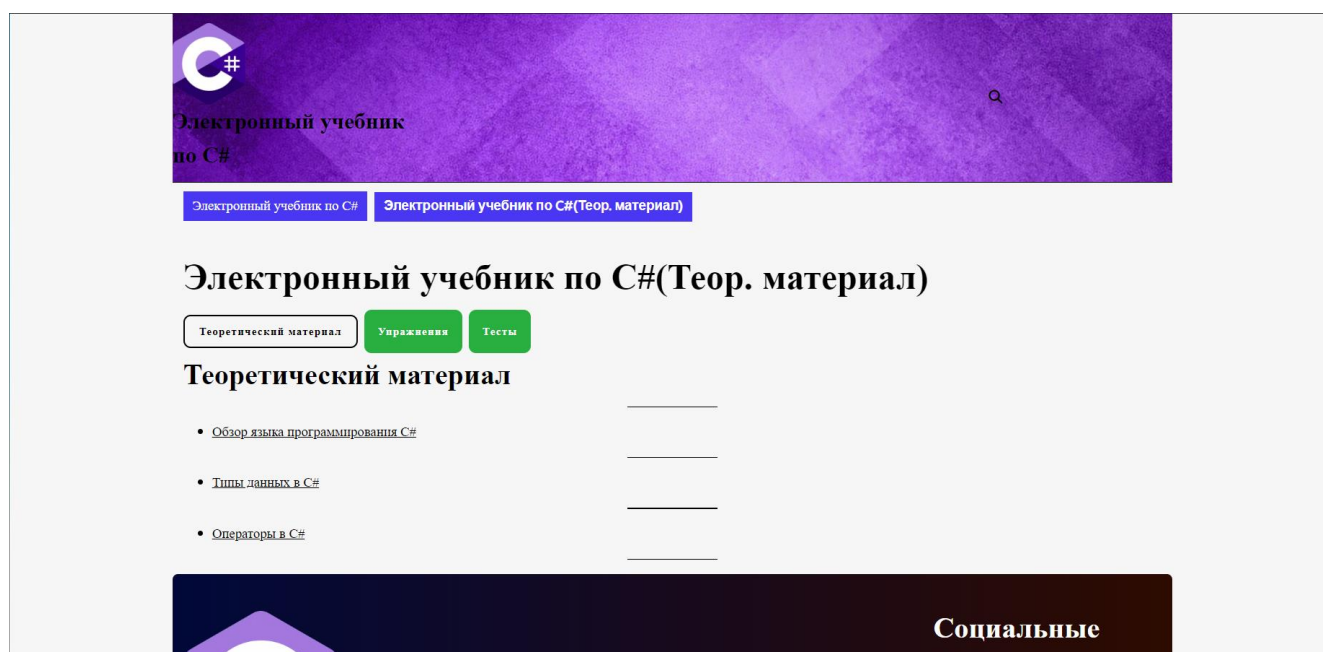 C#
Электронный учебник
по C#
Электронный учебник по C#
Электронный учебник по C#(Теор. материал)
Электронный учебник по C#(Теор. материал)
Теоретический материал
Упражнения
Тесты
Теоретический материал
Обзор языка программирования C#
Типы данных в C#
Операторы в C#
Социальные